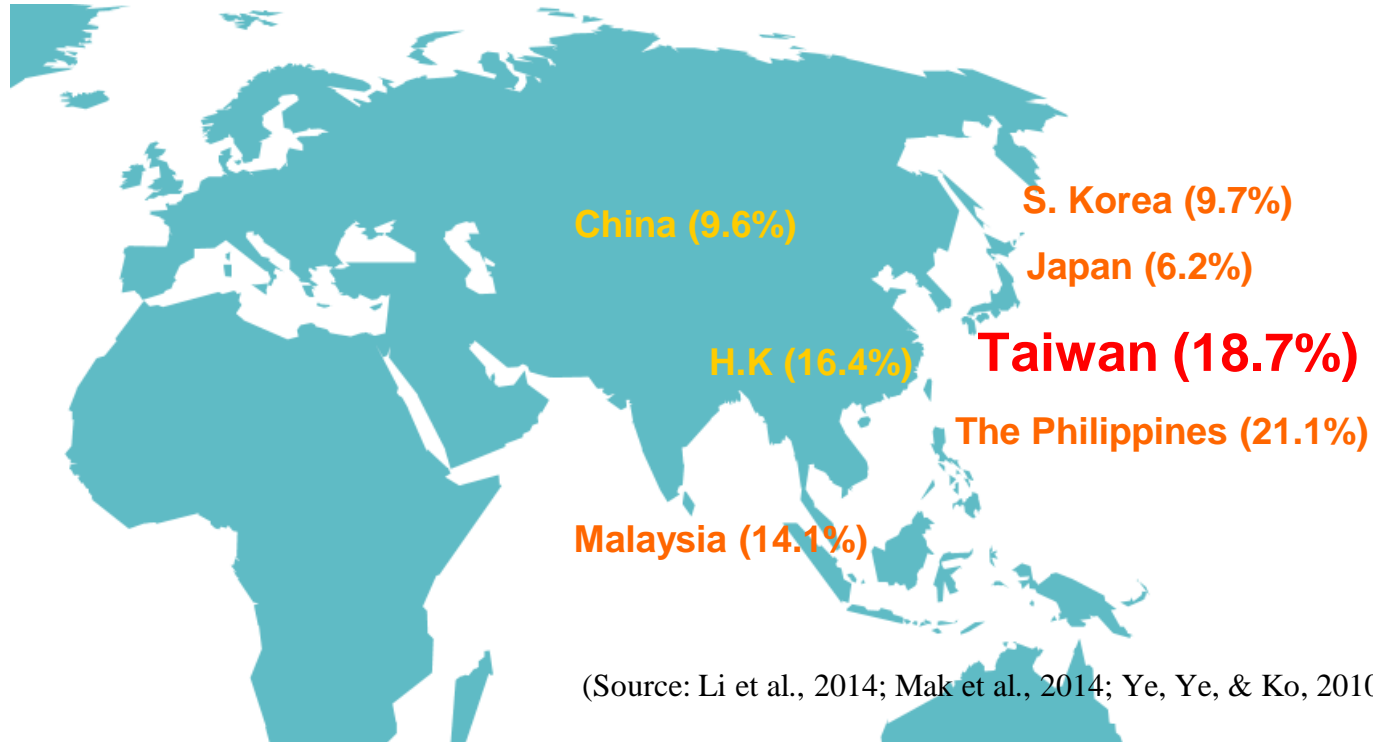 S. Korea (9.7%)
China (9.6%)
Japan (6.2%)
Taiwan (18.7%)
H.K (16.4%)
The Philippines (21.1%)
Malaysia (14.1%)
(Source: Li et al., 2014; Mak et al., 2014; Ye, Ye, & Ko, 2010